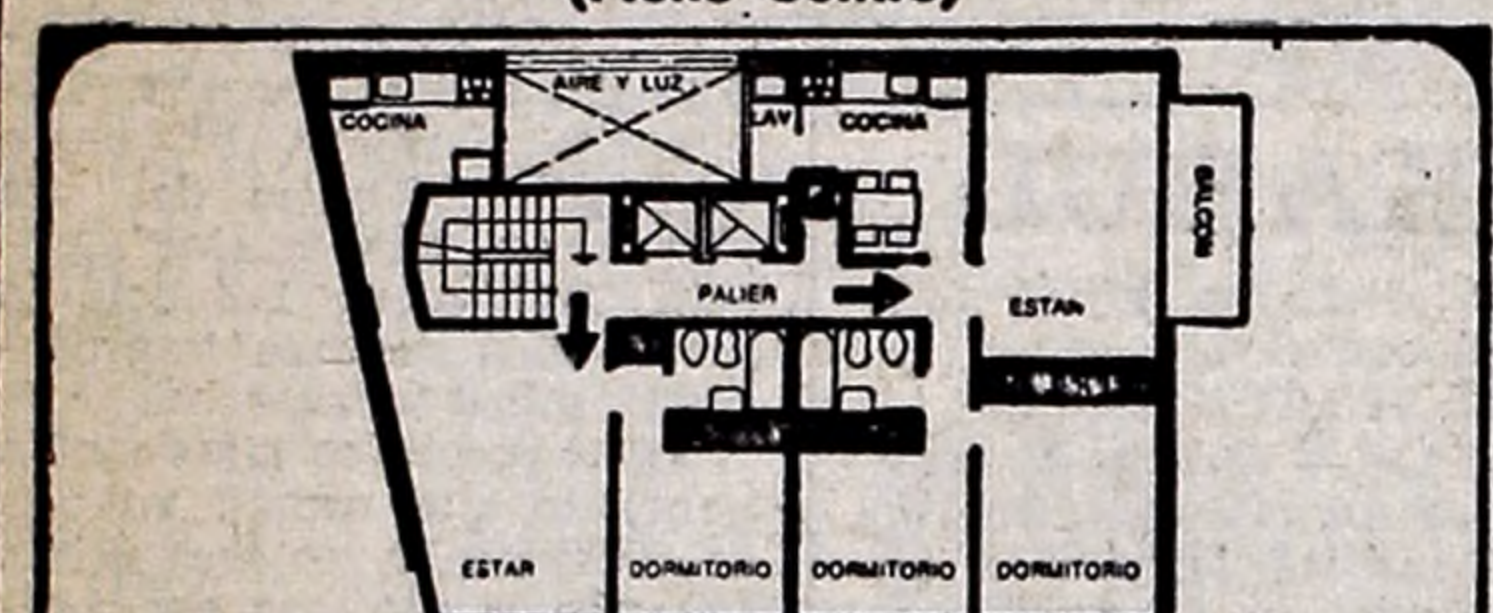 AIRE Y LUZ
COCINA
LAV
COCINA
BALCON
PALIER
ESTAR
ESTAR
DORMITORIO
DORMITORIO
DORMITORIO